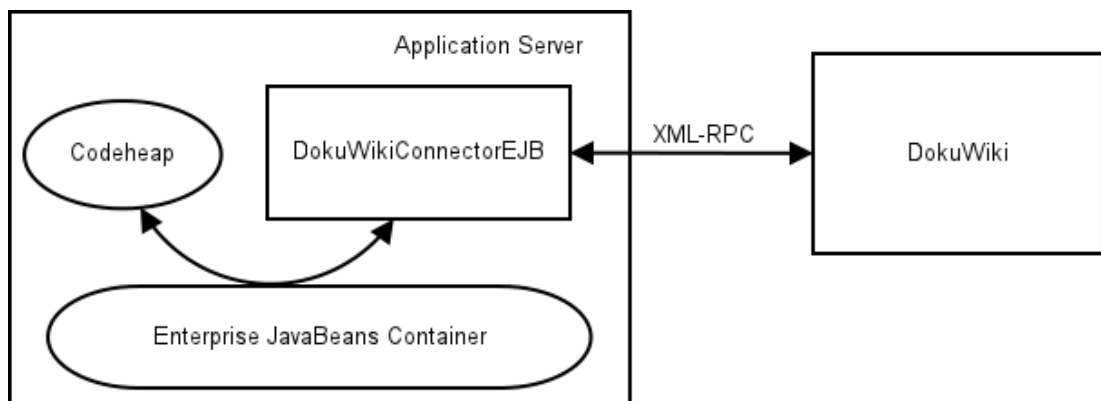 Application Server
Codeheap
DokuWikiConnectorEJB
XML-RPC
DokuWiki
Enterprise JavaBeans Container